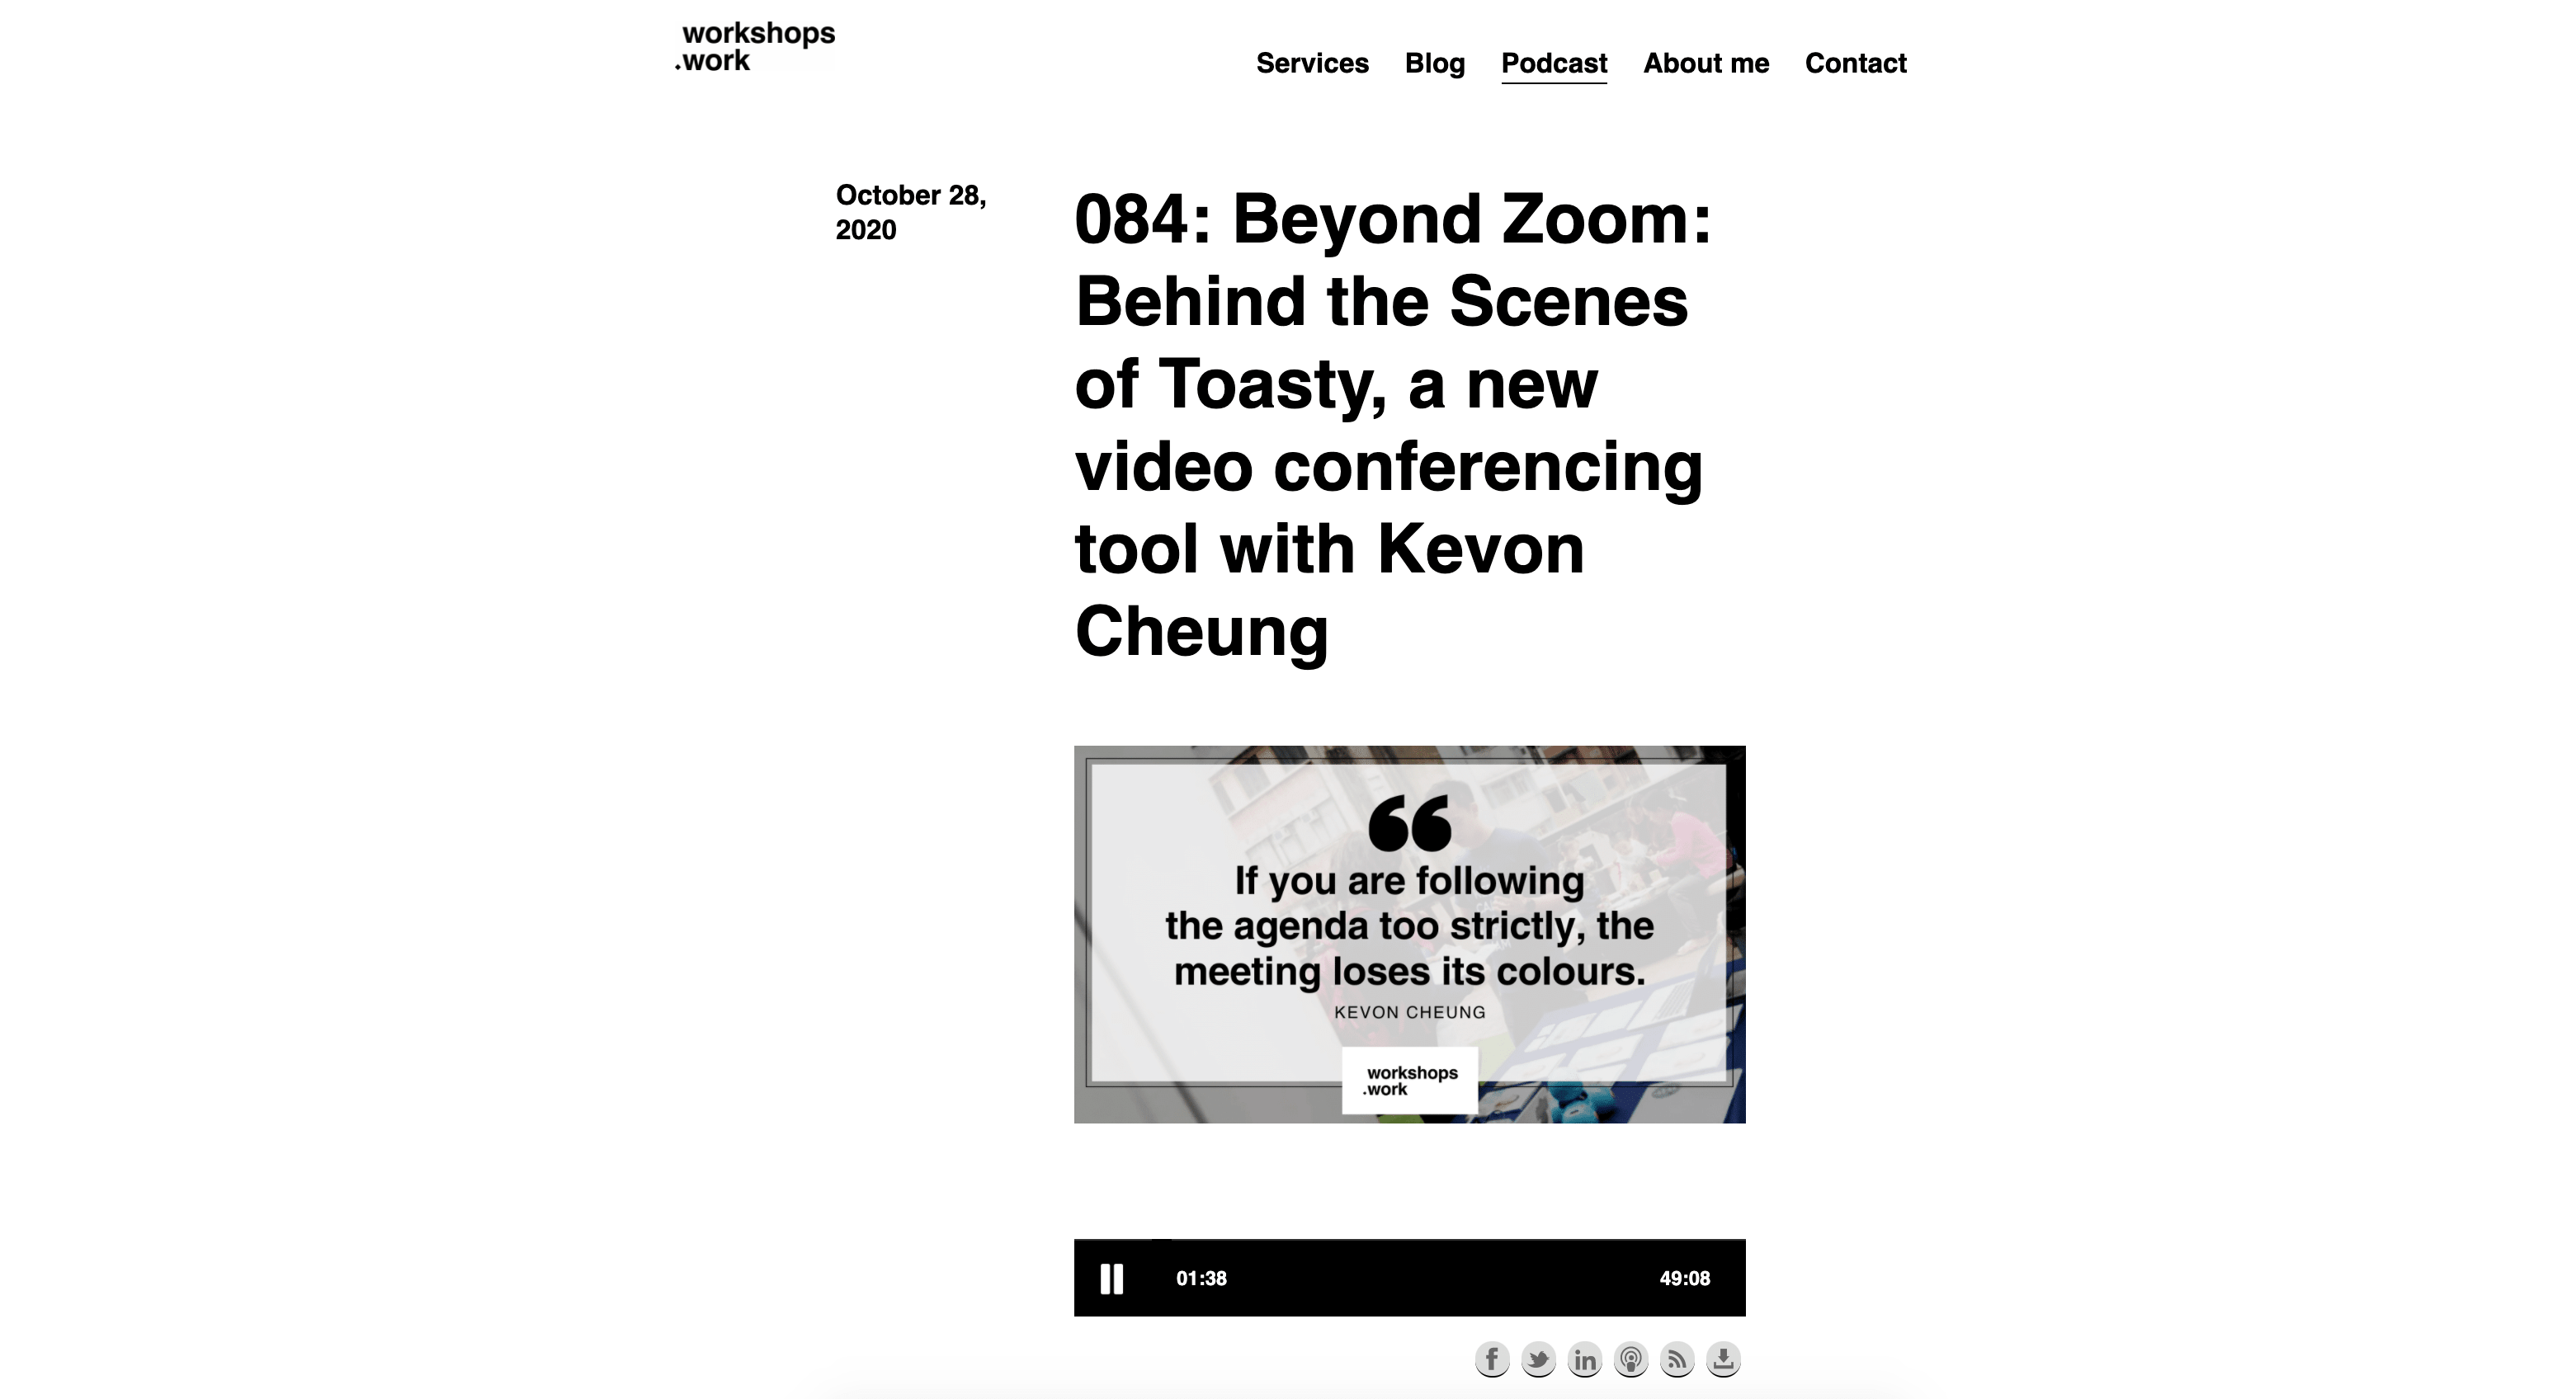 workshops
.work
Services Blog Podcast About me Contact
October 28,
2020
084: Beyond Zoom:
Behind the Scenes
of Toasty, a new
video conferencing
tool with Kevon
Cheung
“
If you are following
the agenda too strictly, the
meeting loses its colours.
KEVON CHEUNG
workshops
.work
01:38 49:08